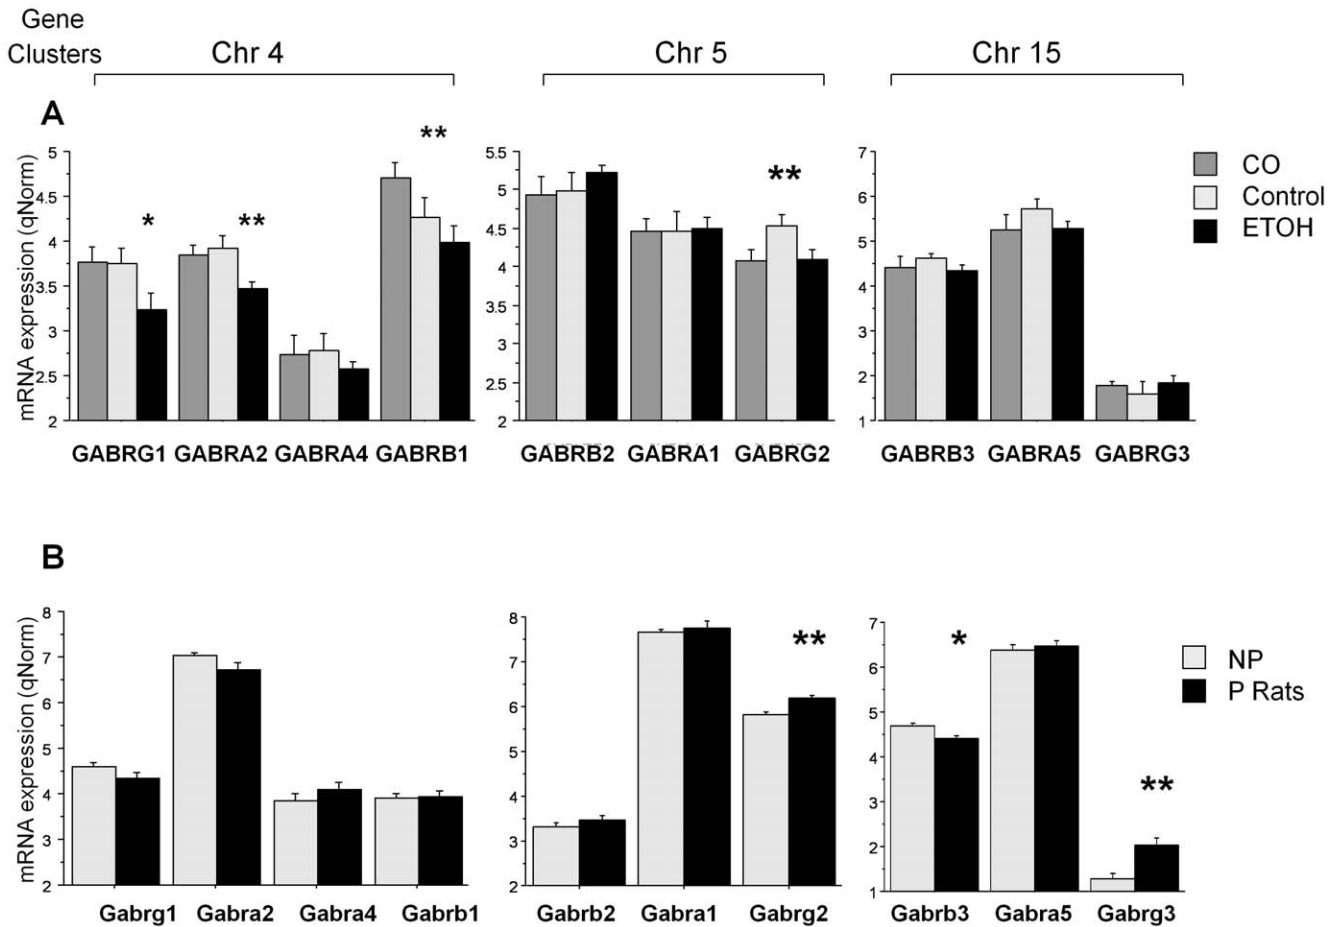 Gene
Clusters
Chr 4
Chr 5
Chr 15
A
mRNA expression (qNorm)
5
4.5
4
3.5
3
2.5
2
*
**
**
GABRG1 GABRA2 GABRA4 GABRB1
5.5
5
4.5
4
3.5
3
2.5
2
**
GABRB2 GABRA1 GABRG2
7
6
5
4
3
2
1
GABRB3 GABRA5 GABRG3
CO
Control
ETOH
B
mRNA expression (qNorm)
8
7
6
5
4
3
2
Gabrg1 Gabra2 Gabra4 Gabrb1
8
7
6
5
4
3
2
**
Gabrb2 Gabra1 Gabrg2
7
6
5
4
3
2
1
*
**
Gabrb3 Gabra5 Gabrg3
NP
P Rats